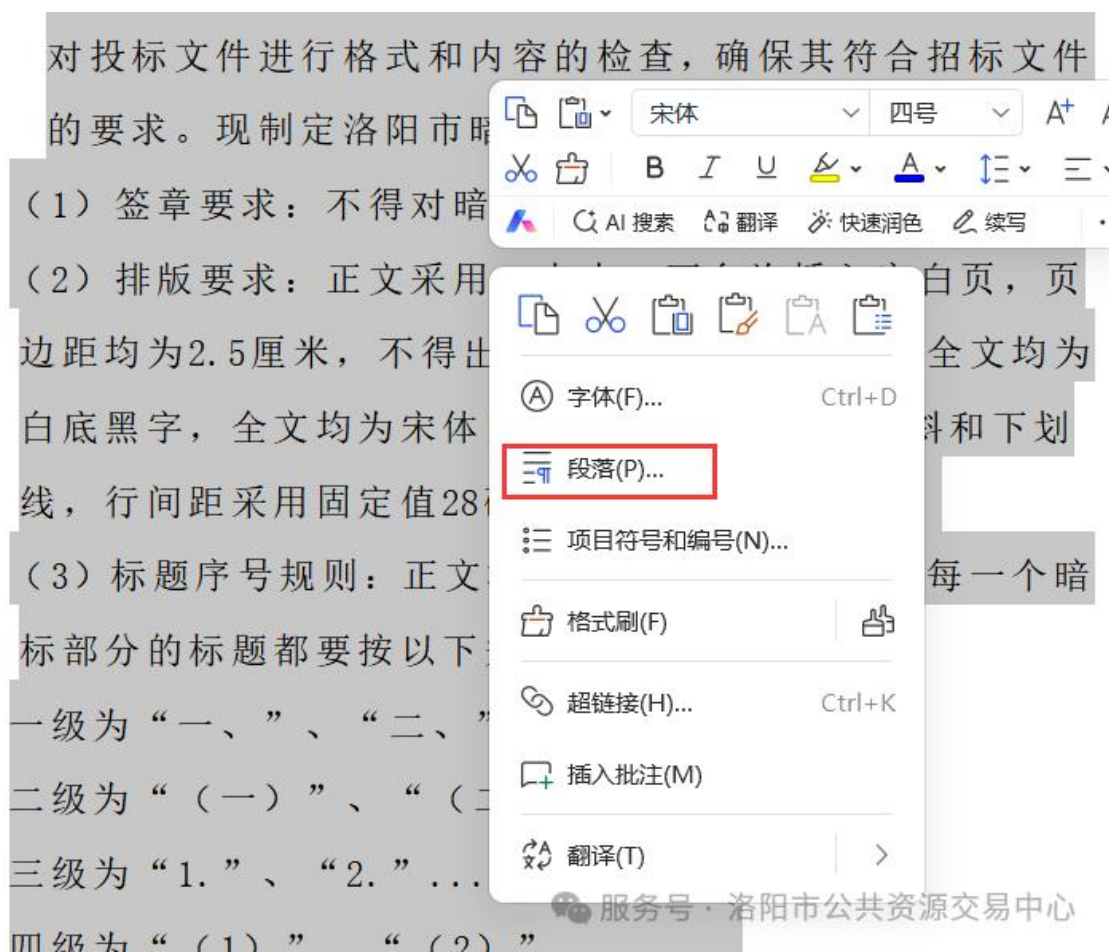 对投标文件进行格式和内容的检查，确保其符合招标文件
的要求。现制定洛阳市暗
（1）签章要求：不得对暗
（2）排版要求：正文采用
白页，页
边距均为2.5厘米，不得出
全文均为
白底黑字，全文均为宋体
斜和下划
线，行间距采用固定值28
（3）标题序号规则：正文
每一个暗
标部分的标题都要按以下
一级为“一、”、“二、”
二级为“（一）”、“（二
三级为“1.”、“2.”...
四级为“（1）”、“（2）”
宋体
四号
A+
B I U A
AI 搜索 翻译 快速润色 续写
字体(F)... Ctrl+D
段落(P)...
项目符号和编号(N)...
格式刷(F)
超链接(H)... Ctrl+K
插入批注(M)
翻译(T)
服务号 · 洛阳市公共资源交易中心